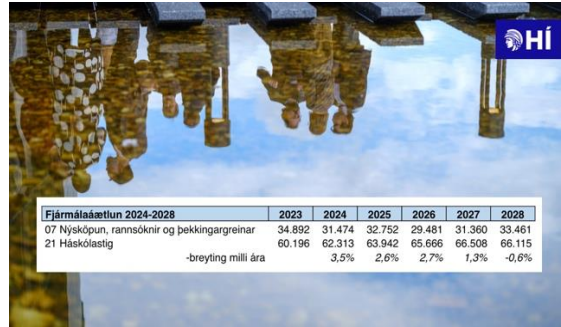 HÍ
Fjármálaáætlun 2024-2028 2023 2024 2025 2026 2027 2028
07 Nýsköpun, rannsóknir og þekkingargreinar 34.892 31.474 32.752 29.481 31.360 33.461
21 Háskólastig 60.196 62.313 63.942 65.666 66.508 66.115
-breyting milli ára 3,5% 2,6% 2,7% 1,3% -0,6%